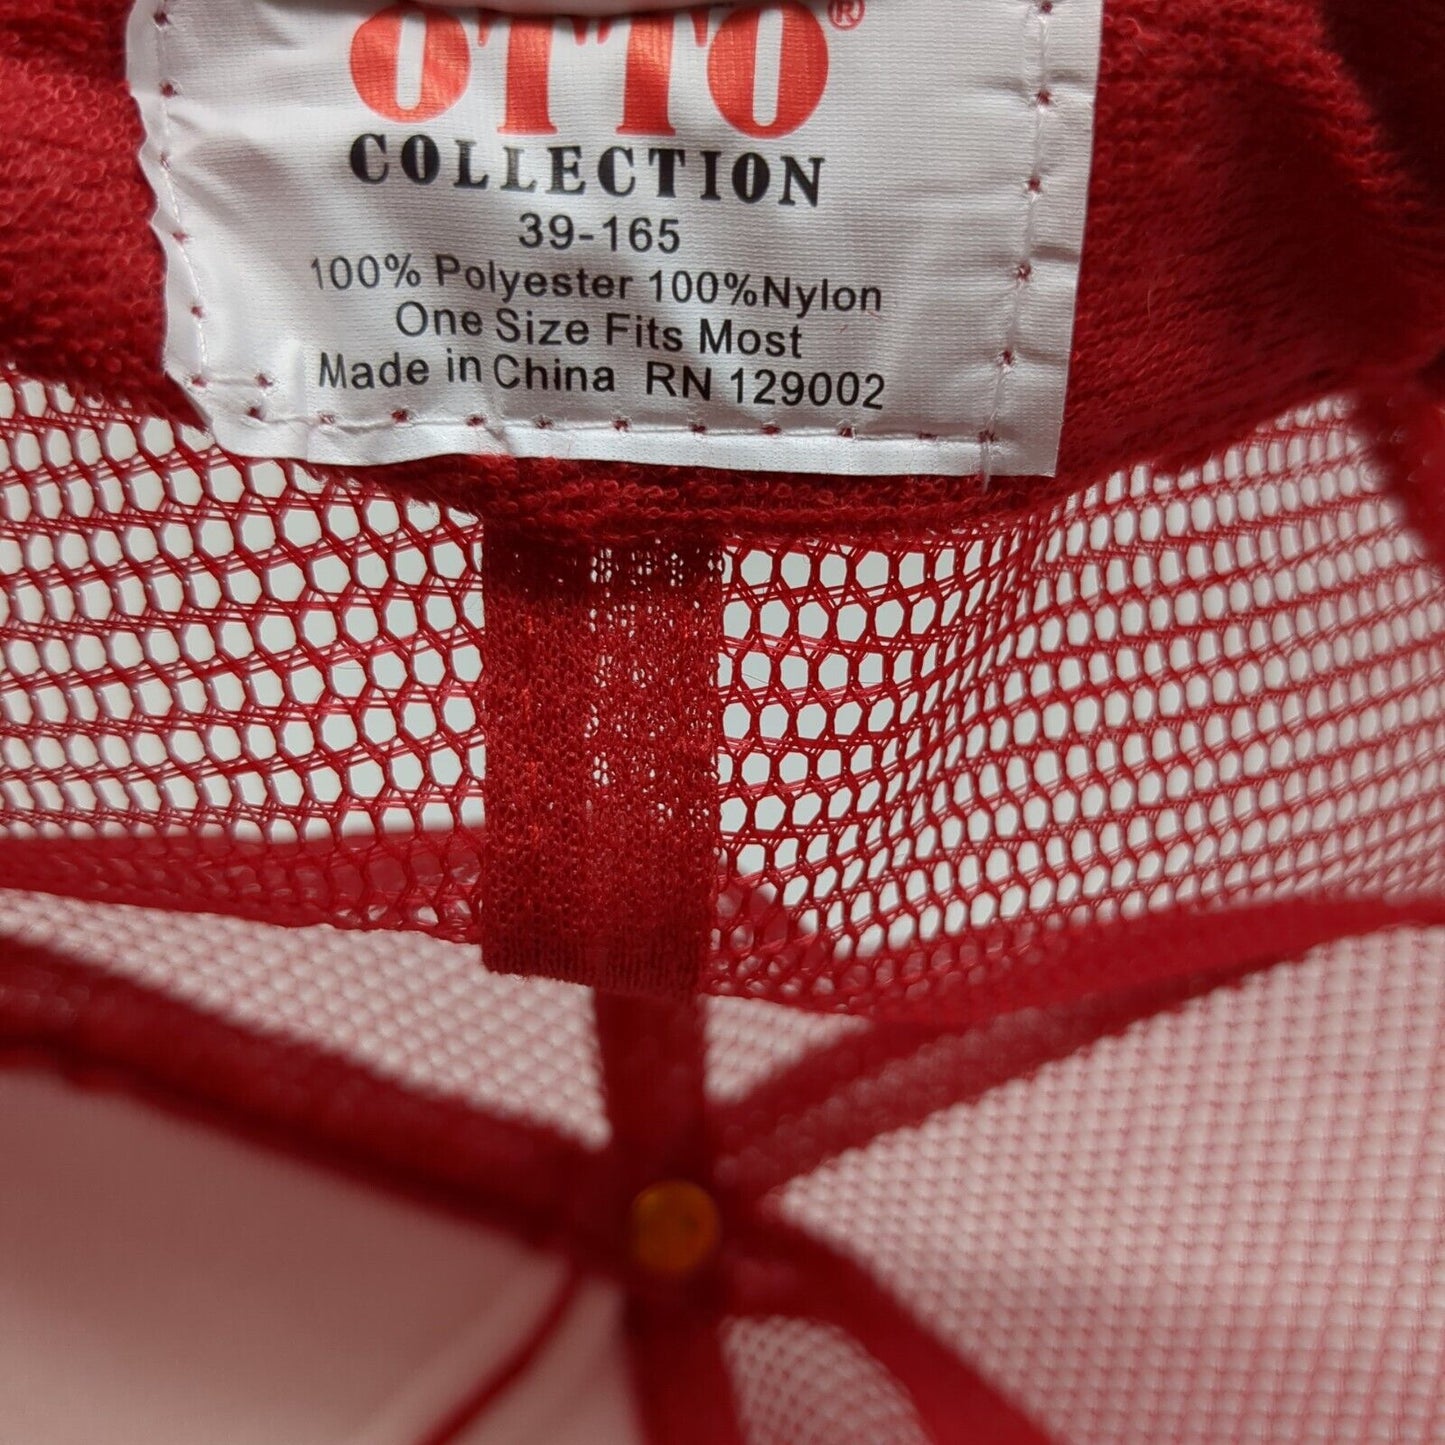 OTTO®
COLLECTION
39-165
100% Polyester 100%Nylon
One Size Fits Most
Made in China RN 129002